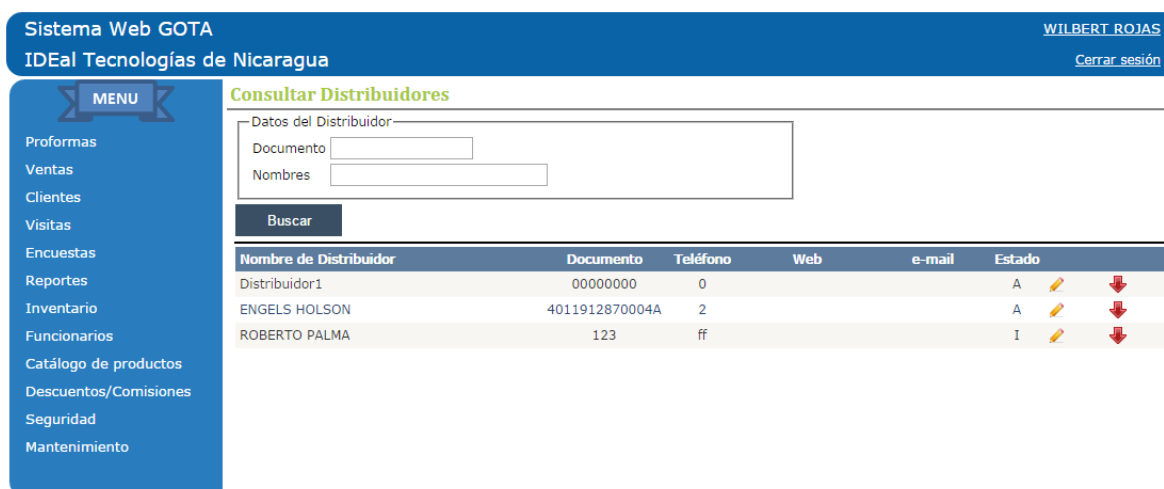 Sistema Web GOTA
WILBERT ROJAS
IDEal Tecnologías de Nicaragua
Cerrar sesión
MENU
Proformas
Ventas
Clientes
Visitas
Encuestas
Reportes
Inventario
Funcionarios
Catálogo de productos
Descuentos/Comisiones
Seguridad
Mantenimiento
Consultar Distribuidores
Datos del Distribuidor
Documento
Nombres
Buscar
Nombre de Distribuidor Documento Teléfono Web e-mail Estado
Distribuidor1 00000000 0 A
ENGELS HOLSON 4011912870004A 2 A
ROBERTO PALMA 123 ff I